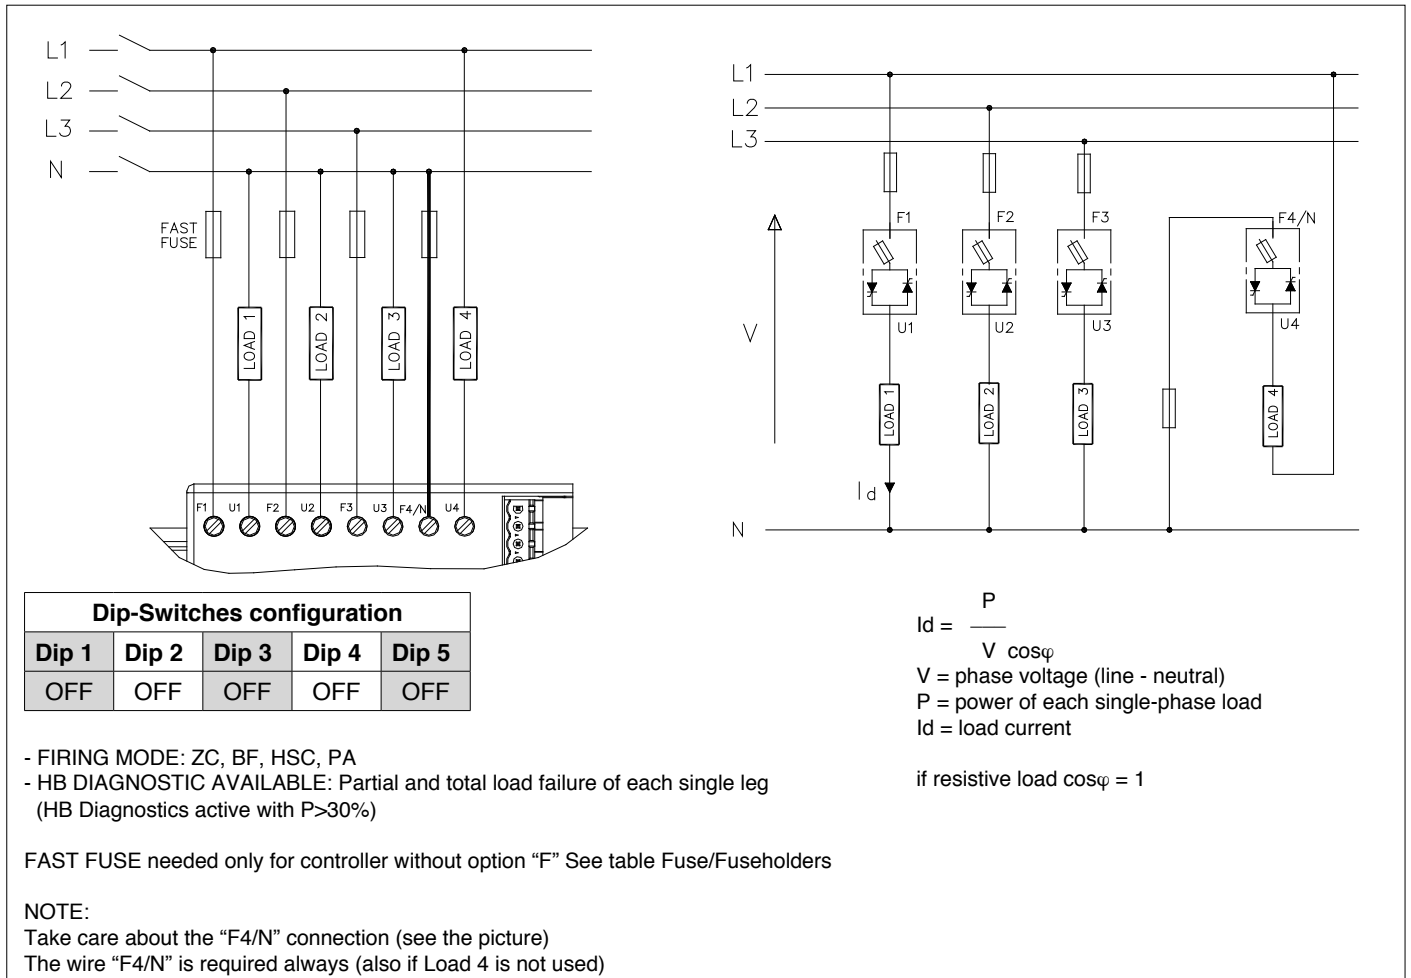 L1
L2
L3
N
FAST
FUSE
LOAD 1
LOAD 2
LOAD 3
LOAD 4
F1 U1 F2 U2 F3 U3 F4/N U4
L1
L2
L3
F1 F2 F3 F4/N
U1 U2 U3 U4
V
LOAD 1
LOAD 2
LOAD 3
LOAD 4
Id
N
Dip-Switches configuration
Dip 1 Dip 2 Dip 3 Dip 4 Dip 5
OFF OFF OFF OFF OFF
P
Id = ___
V cosφ
V = phase voltage (line - neutral)
P = power of each single-phase load
Id = load current
if resistive load cosφ = 1
- FIRING MODE: ZC, BF, HSC, PA
- HB DIAGNOSTIC AVAILABLE: Partial and total load failure of each single leg
(HB Diagnostics active with P>30%)
FAST FUSE needed only for controller without option “F” See table Fuse/Fuseholders
NOTE:
Take care about the “F4/N” connection (see the picture)
The wire “F4/N” is required always (also if Load 4 is not used)